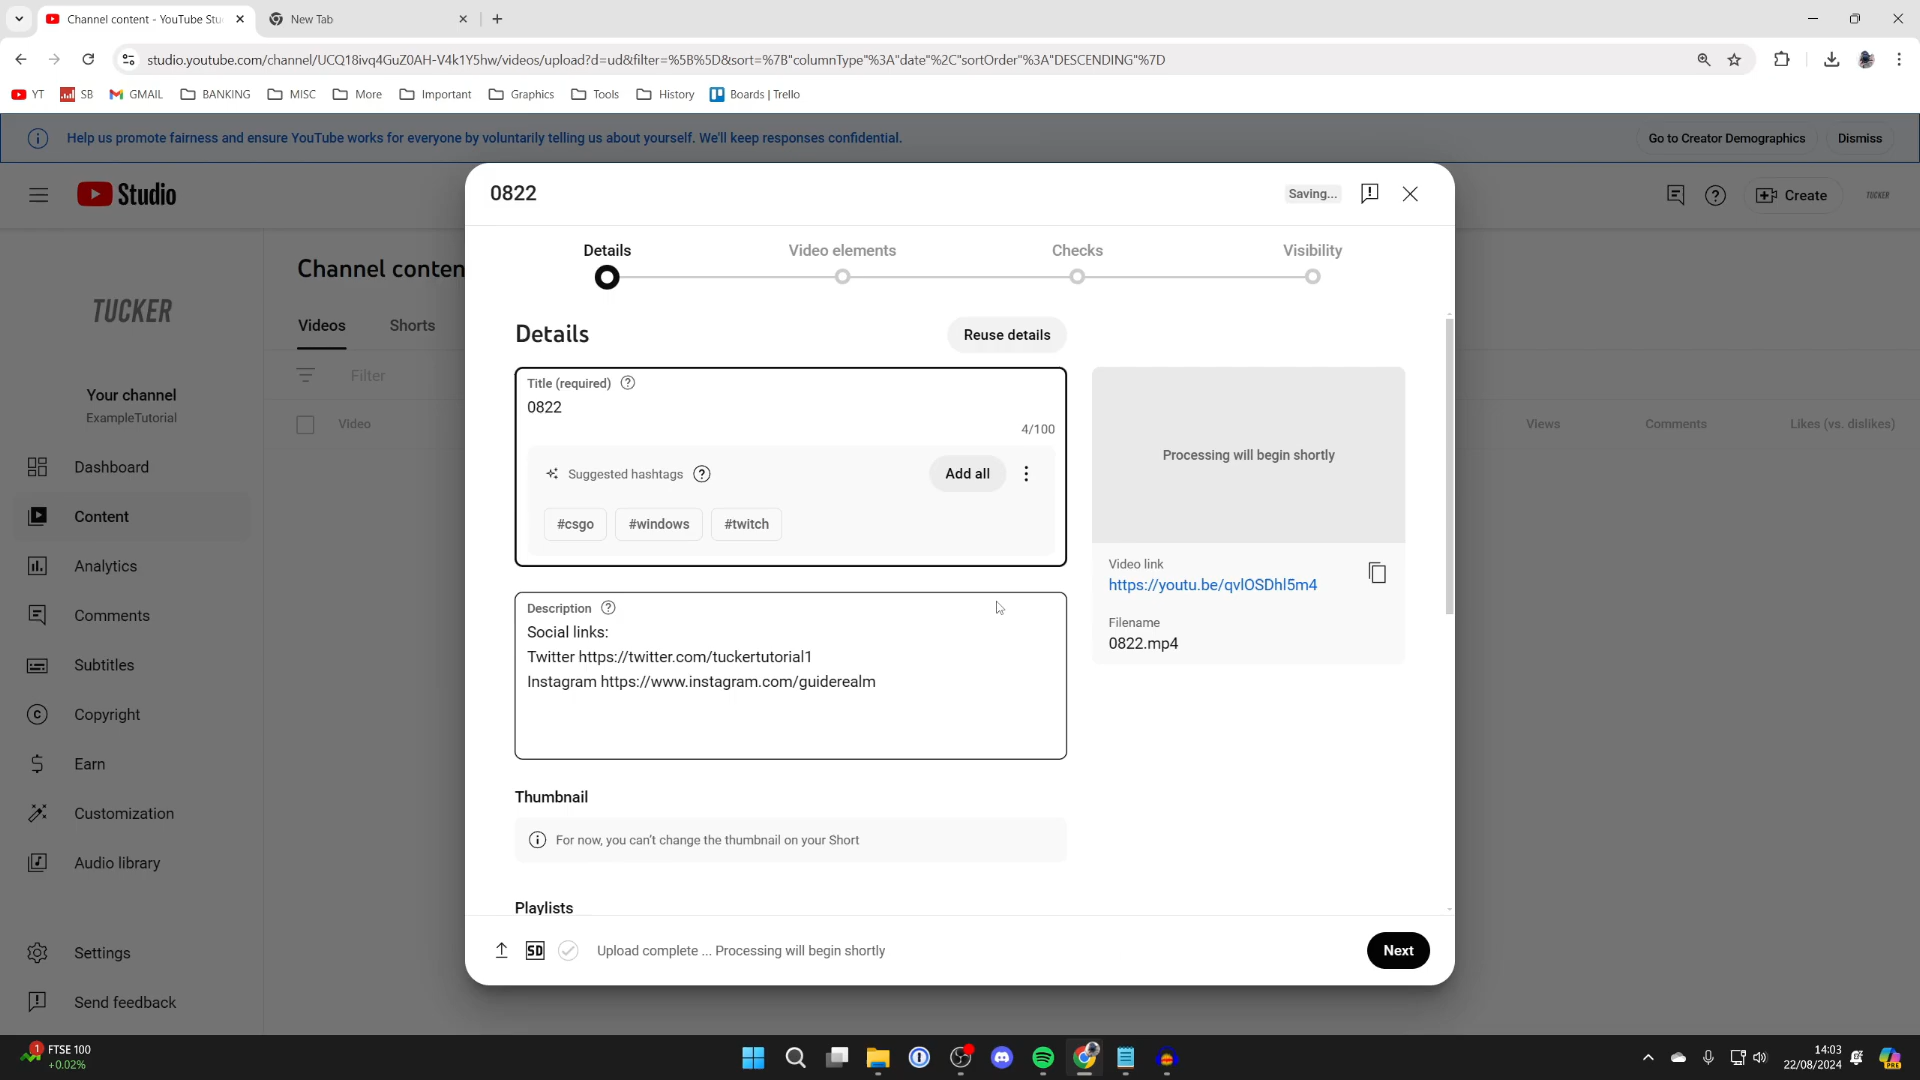 Channel content - YouTube Stu
New Tab
studio.youtube.com/channel/UCQ18ivq4GuZ0AH-V4k1Y5hw/videos/upload?d=ud&filter=%5B%5D&sort=%7B"columnType"%3A"date"%2C"sortOrder"%3A"DESCENDING"%7D
YT SB GMAIL BANKING MISC More Important Graphics Tools History Boards | Trello
Help us promote fairness and ensure YouTube works for everyone by voluntarily telling us about yourself. We'll keep responses confidential.
Go to Creator Demographics
Dismiss
Studio
Create
TUCKER
TUCKER
Your channel
ExampleTutorial
Dashboard
Content
Analytics
Comments
Subtitles
Copyright
Earn
Customization
Audio library
Settings
Send feedback
Channel conten
Videos
Shorts
Filter
Video
Views
Comments
Likes (vs. dislikes)
0822
Saving...
Details
Video elements
Checks
Visibility
Details
Reuse details
Title (required)
0822
4/100
Suggested hashtags
Add all
#csgo
#windows
#twitch
Description
Social links:
Twitter https://twitter.com/tuckertutorial1
Instagram https://www.instagram.com/guiderealm
Thumbnail
For now, you can't change the thumbnail on your Short
Playlists
Processing will begin shortly
Video link
https://youtu.be/qvlOSDhl5m4
Filename
0822.mp4
SD
Upload complete ... Processing will begin shortly
Next
1
FTSE 100
+0.02%
14:03
22/08/2024
PRE